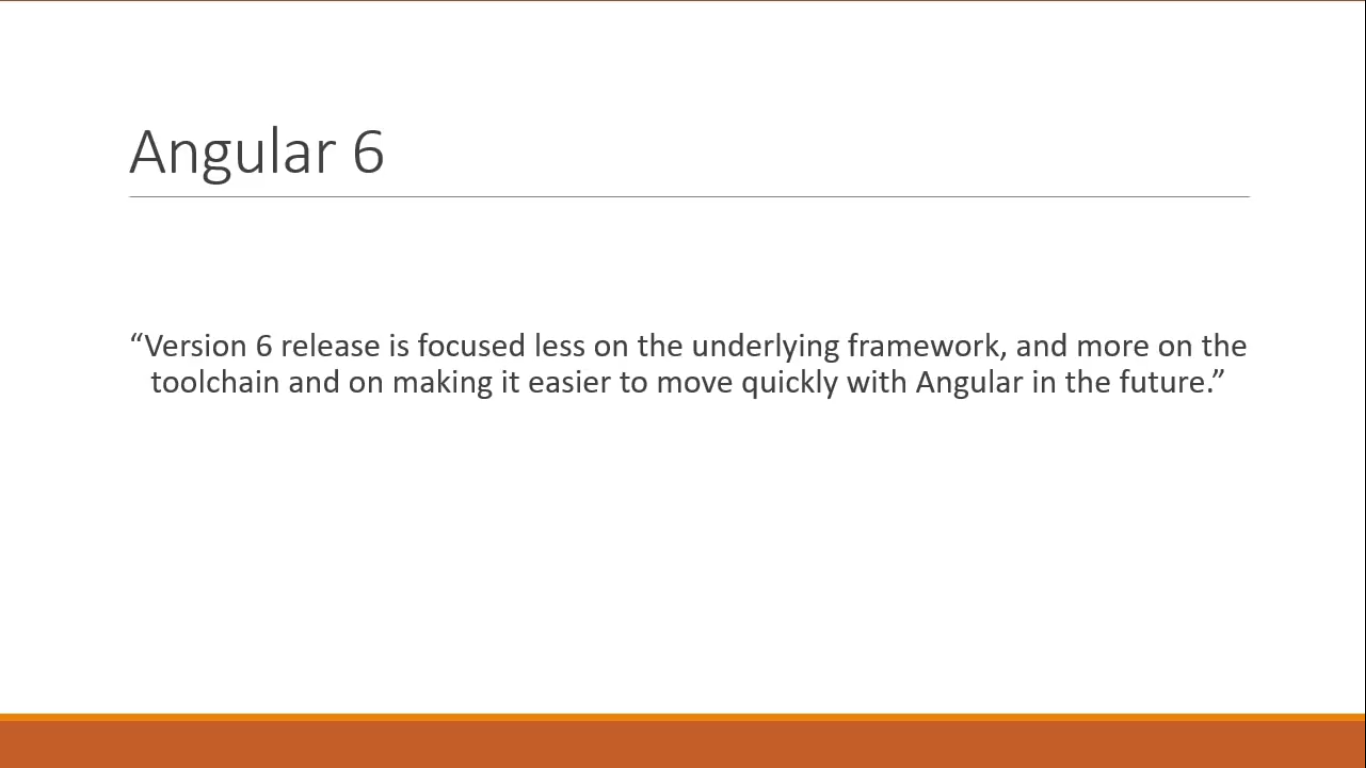 Angular 6
“Version 6 release is focused less on the underlying framework, and more on the
toolchain and on making it easier to move quickly with Angular in the future.”